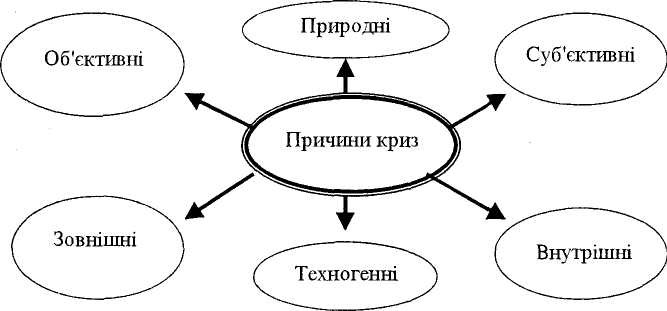 Природні
Об'єктивні
Суб'єктивні
Причини криз
Зовнішні
Внутрішні
Техногенні